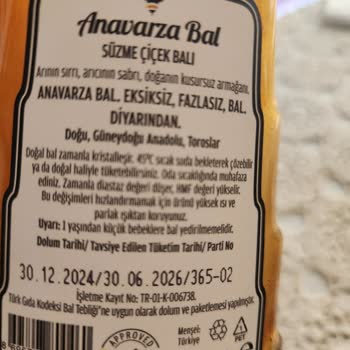 Anavarza Bal
SÜZME ÇİÇEK BALI
Arının sırrı, arıcının sabrı, doğanın kusursuz armağanı.
ANAVARZA BAL. EKSİKSİZ, FAZLASIZ, BAL.
DİYARINDAN.
Doğu, Güneydoğu Anadolu, Toroslar
Doğal bal zamanla kristalleşir. 45°C sıcak suda bekleterek çözebilir
ya da doğal haliyle tüketebilirsiniz. Oda sıcaklığında muhafaza
ediniz. Zamanla diastaz değeri düşer, HMF değeri yükselir.
Bu değişimleri hızlandırmamak için ürünü yüksek ısı ve
parlak ışıktan koruyunuz.
Uyarı: 1 yaşından küçük bebeklere bal yedirilmemelidir.
Dolum Tarihi/ Tavsiye Edilen Tüketim Tarihi/ Parti No
30.12.2024/30.06.2026/365-02
İşletme Kayıt No: TR-01-K-006738.
Türk Gıda Kodeksi Bal Tebliği'ne uygun olarak dolum ve paketlemesi yapılmıştır.
APPROVED
Menşei:
Türkiye
1
PET